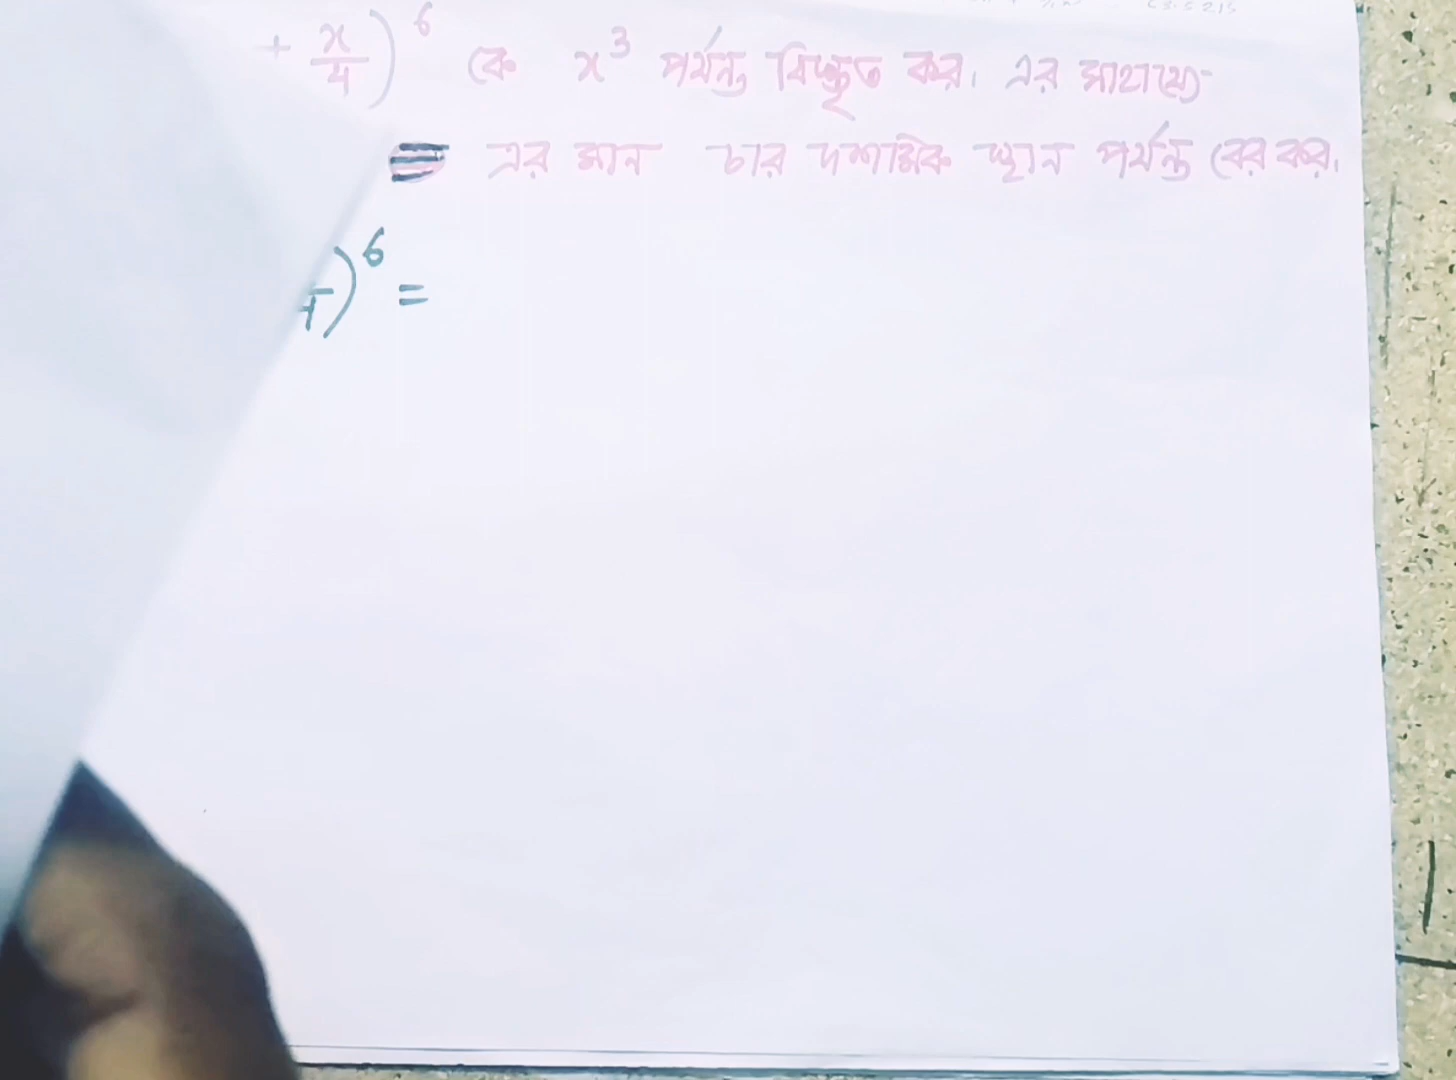 + x/4)^6 কে x^3 পর্যন্ত বিস্তৃত কর। এর সাহায্যে
এর মান চার দশমিক স্থান পর্যন্ত বের কর।
)^6 =